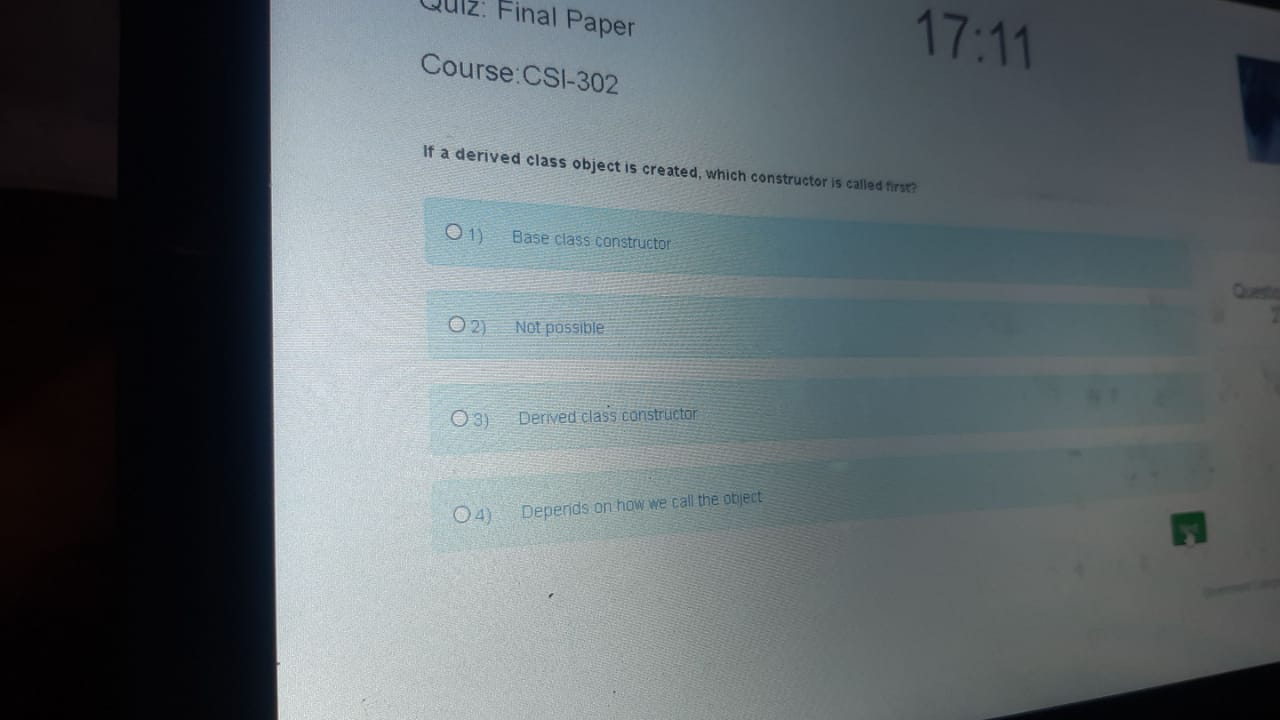 Quiz: Final Paper
17:11
Course:CSI-302
If a derived class object is created, which constructor is called first?
1) Base class constructor
2) Not possible
3) Derived class constructor
4) Depends on how we call the object